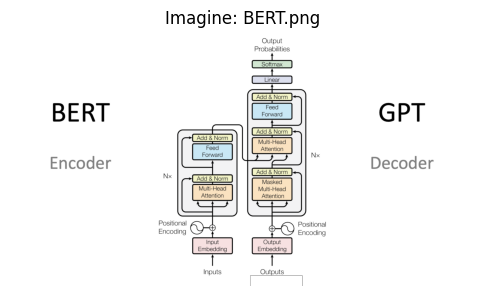 Imagine: BERT.png
BERT
Encoder
GPT
Decoder
Output
Probabilities
Softmax
Linear
Add & Norm
Feed
Forward
Add & Norm
Multi-Head
Attention
Add & Norm
Masked
Multi-Head
Attention
N×
Positional
Encoding
Output
Embedding
Outputs
Add & Norm
Feed
Forward
Add & Norm
Multi-Head
Attention
N×
Positional
Encoding
Input
Embedding
Inputs